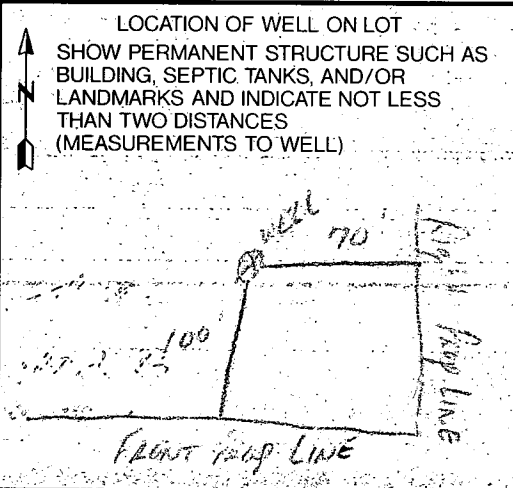 LOCATION OF WELL ON LOT
SHOW PERMANENT STRUCTURE SUCH AS
BUILDING, SEPTIC TANKS, AND/OR
LANDMARKS AND INDICATE NOT LESS
THAN TWO DISTANCES
(MEASUREMENTS TO WELL)
N
WELL
70'
Right Prop Line
100
FRONT PROP LINE